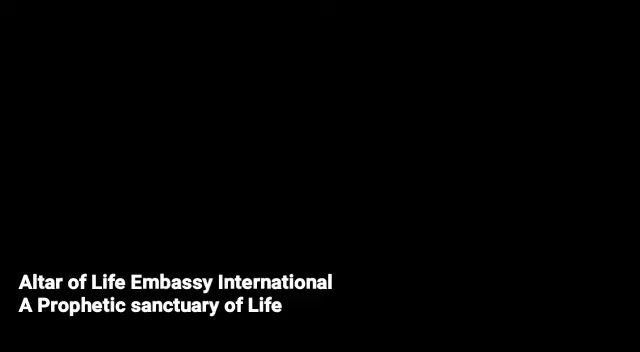 Altar of Life Embassy International
A Prophetic sanctuary of Life